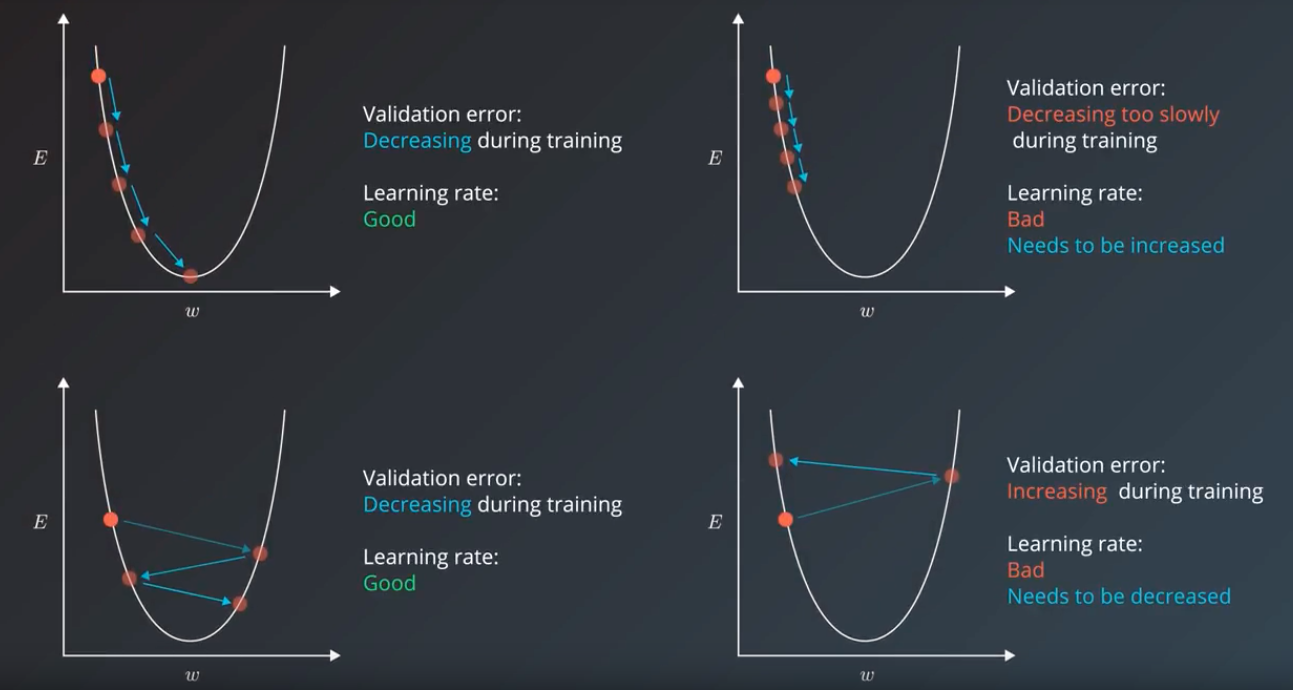 E
w
Validation error:
Decreasing during training
Learning rate:
Good
E
w
Validation error:
Decreasing too slowly
during training
Learning rate:
Bad
Needs to be increased
E
w
Validation error:
Decreasing during training
Learning rate:
Good
E
w
Validation error:
Increasing during training
Learning rate:
Bad
Needs to be decreased